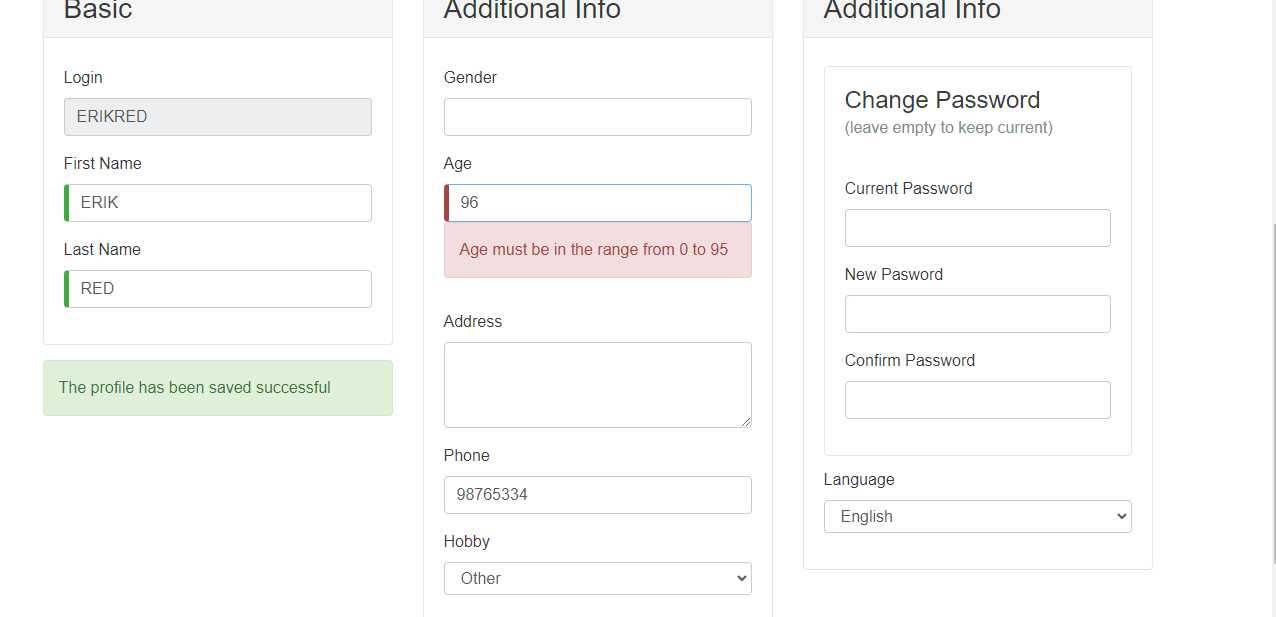 Basic
Login
ERIKRED
First Name
ERIK
Last Name
RED
The profile has been saved successful
Additional Info
Gender
Age
96
Age must be in the range from 0 to 95
Address
Phone
98765334
Hobby
Other
Additional Info
Change Password
(leave empty to keep current)
Current Password
New Pasword
Confirm Password
Language
English